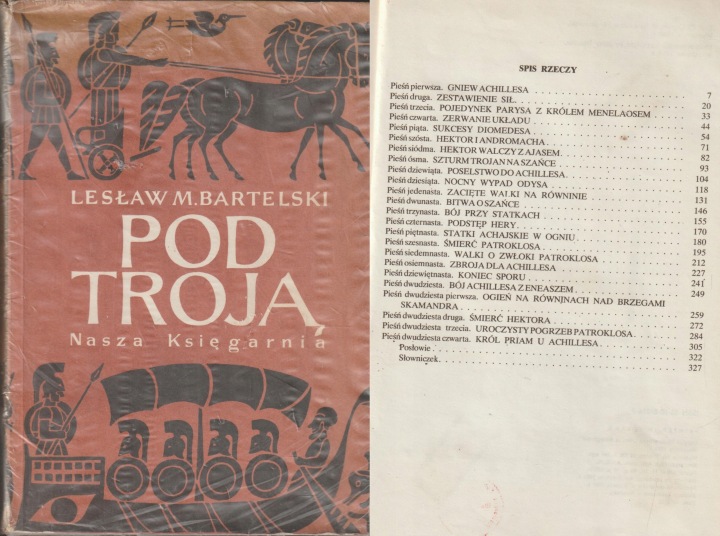 LESŁAW M. BARTELSKI
POD
TROJĄ
Nasza Księgarnia
SPIS RZECZY
Pieśń pierwsza. GNIEW ACHILLESA 7
Pieśń druga. ZESTAWIENIE SIŁ. 20
Pieśń trzecia. POJEDYNEK PARYSA Z KRÓLEM MENELAOSEM 33
Pieśń czwarta. ZERWANIE UKŁADU 44
Pieśń piąta. SUKCESY DIOMEDESA 54
Pieśń szósta. HEKTOR I ANDROMACHA 71
Pieśń siódma. HEKTOR WALCZY Z AJASEM 82
Pieśń ósma. SZTURM TROJAN NA SZAŃCE 93
Pieśń dziewiąta. POSELSTWO DO ACHILLESA 104
Pieśń dziesiąta. NOCNY WYPAD ODYSA 118
Pieśń jedenasta. ZACIĘTE WALKI NA RÓWNINIE 131
Pieśń dwunasta. BITWA O SZAŃCE 146
Pieśń trzynasta. BÓJ PRZY STATKACH 155
Pieśń czternasta. PODSTĘP HERY 170
Pieśń piętnasta. STATKI ACHAJSKIE W OGNIU 180
Pieśń szesnasta. ŚMIERĆ PATROKLOSA 195
Pieśń siedemnasta. WALKI O ZWŁOKI PATROKLOSA 212
Pieśń osiemnasta. ZBROJA DLA ACHILLESA 227
Pieśń dziewiętnasta. KONIEC SPORU 241
Pieśń dwudziesta. BÓJ ACHILLESA Z ENEASZEM 249
Pieśń dwudziesta pierwsza. OGIEŃ NA RÓWNINACH NAD BRZEGAMI
SKAMANDRA 259
Pieśń dwudziesta druga. ŚMIERĆ HEKTORA 272
Pieśń dwudziesta trzecia. UROCZYSTY POGRZEB PATROKLOSA 284
Pieśń dwudziesta czwarta. KRÓL PRIAM U ACHILLESA 305
Posłowie 322
Słowniczek 327